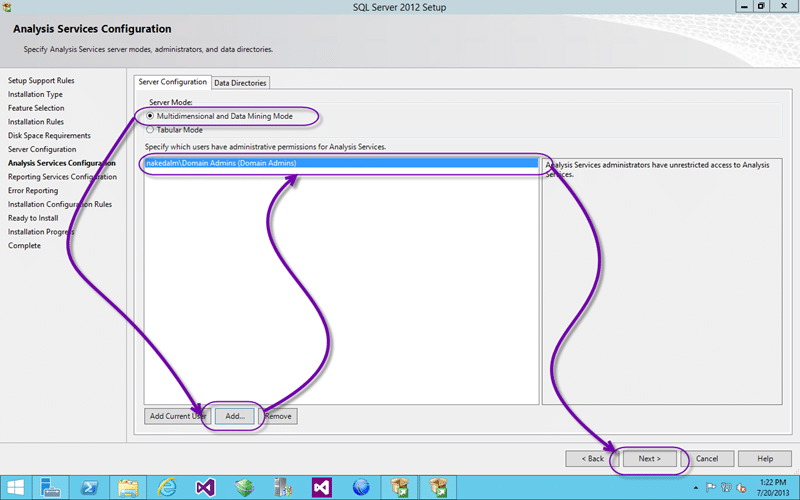 SQL Server 2012 Setup
Analysis Services Configuration
Specify Analysis Services server modes, administrators, and data directories.
Setup Support Rules
Installation Type
Feature Selection
Installation Rules
Disk Space Requirements
Server Configuration
Analysis Services Configuration
Reporting Services Configuration
Error Reporting
Installation Configuration Rules
Ready to Install
Installation Progress
Complete
Server Configuration
Data Directories
Server Mode:
Multidimensional and Data Mining Mode
Tabular Mode
Specify which users have administrative permissions for Analysis Services.
nakedalm\Domain Admins (Domain Admins)
Analysis Services administrators have unrestricted access to Analysis
Services.
Add Current User
Add...
Remove
< Back
Next >
Cancel
Help
1:22 PM
7/20/2013